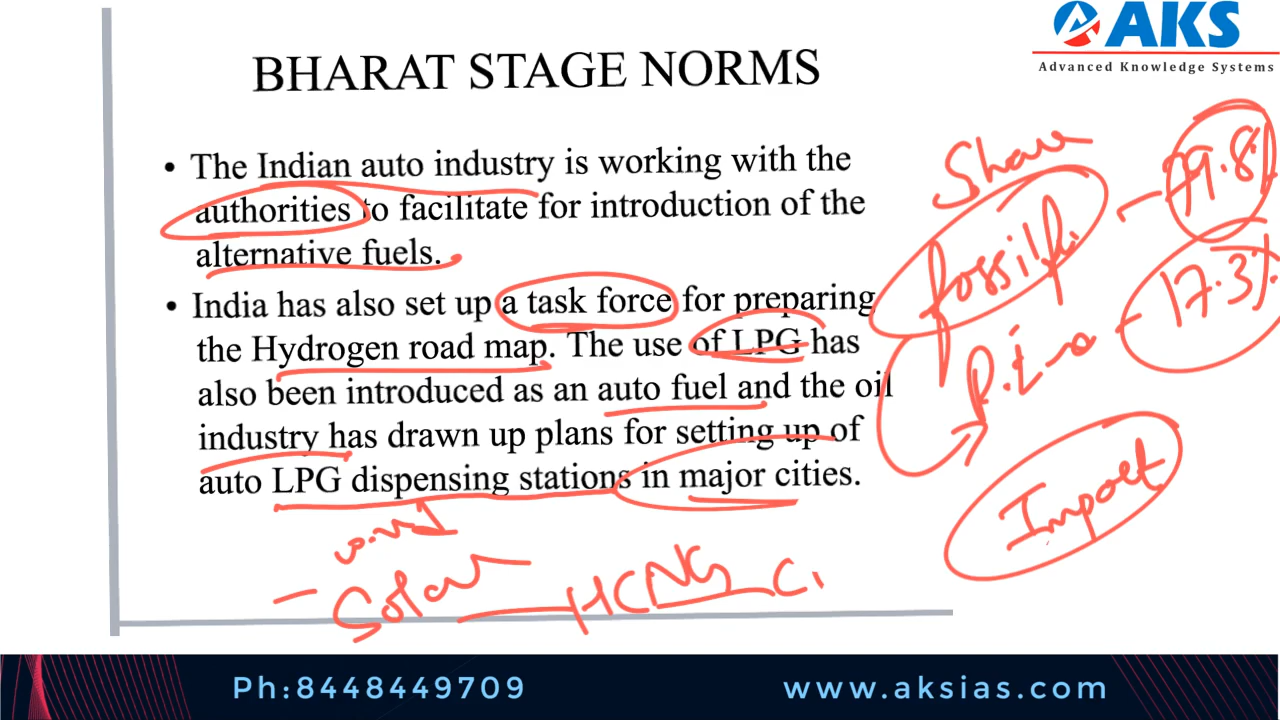 AKS
Advanced Knowledge Systems
BHARAT STAGE NORMS
• The Indian auto industry is working with the
authorities to facilitate for introduction of the
alternative fuels.
• India has also set up a task force for preparing
the Hydrogen road map. The use of LPG has
also been introduced as an auto fuel and the oil
industry has drawn up plans for setting up of
auto LPG dispensing stations in major cities.
Share
17.3%
Import
wind
Solar
HCNG
Ph:8448449709
www.aksias.com